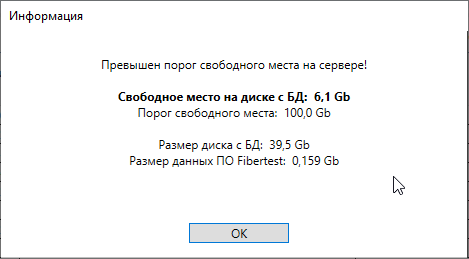 Информация
Превышен порог свободного места на сервере!
Свободное место на диске с БД:  6,1 Gb
Порог свободного места:  100,0 Gb
Размер диска с БД:  39,5 Gb
Размер данных ПО Fibertest:  0,159 Gb
OK